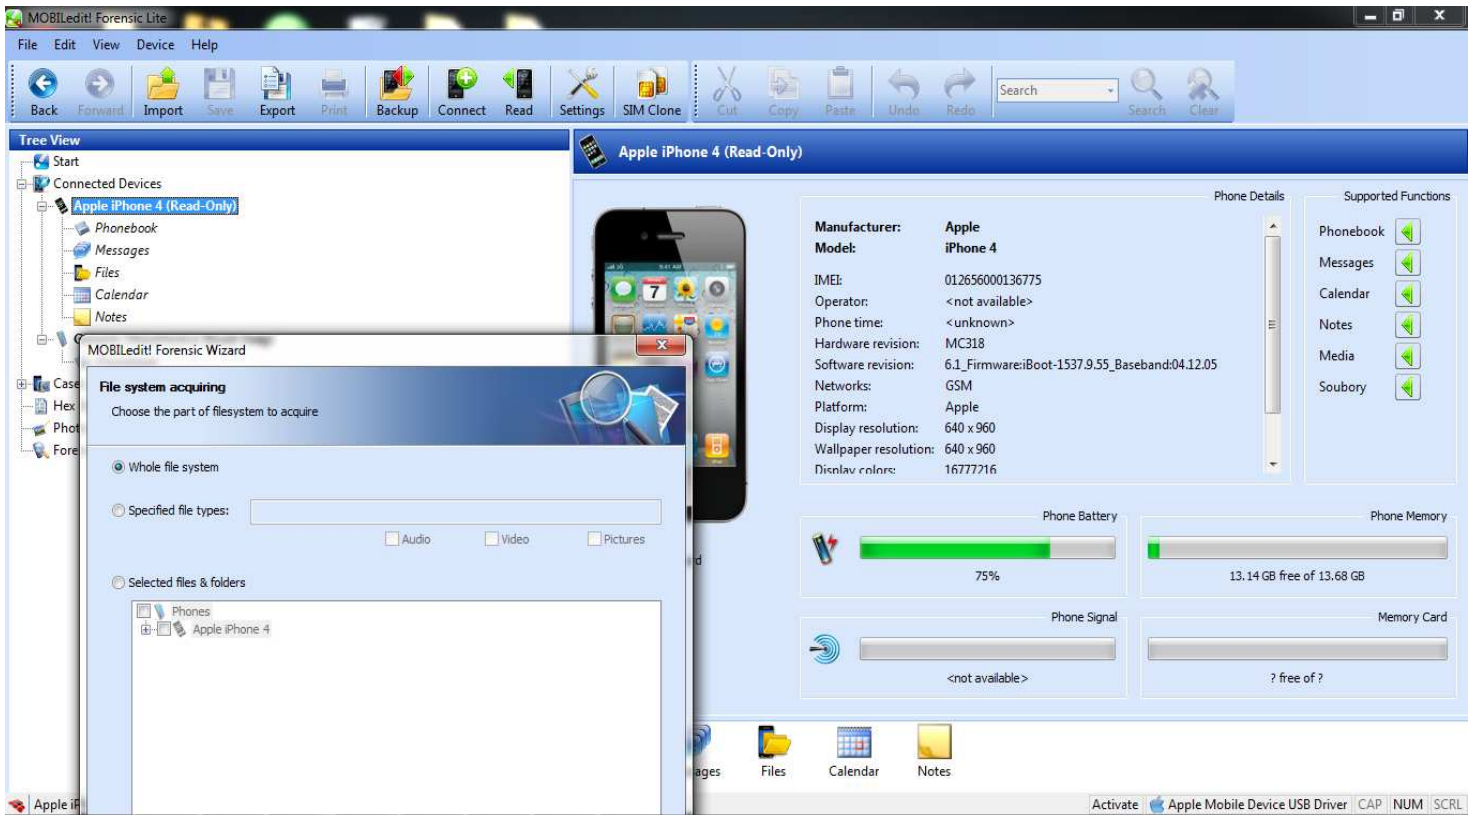 MOBILedit! Forensic Lite
File Edit View Device Help
Back Forward Import Save Export Print Backup Connect Read Settings SIM Clone Cut Copy Paste Undo Redo Search Search Clear
Tree View
Start
Connected Devices
Apple iPhone 4 (Read-Only)
Phonebook
Messages
Files
Calendar
Notes
Case
Hex
Phot
Fore
MOBILedit! Forensic Wizard
File system acquiring
Choose the part of filesystem to acquire
Whole file system
Specified file types:
Audio Video Pictures
Selected files & folders
Phones
Apple iPhone 4
Apple iPhone 4 (Read-Only)
Phone Details
Manufacturer: Apple
Model: iPhone 4
IMEI: 012656000136775
Operator: <not available>
Phone time: <unknown>
Hardware revision: MC318
Software revision: 6.1_Firmware:iBoot-1537.9.55_Baseband:04.12.05
Networks: GSM
Platform: Apple
Display resolution: 640 x 960
Wallpaper resolution: 640 x 960
Display colors: 16777216
Supported Functions
Phonebook
Messages
Calendar
Notes
Media
Soubory
Phone Battery
75%
Phone Memory
13.14 GB free of 13.68 GB
Phone Signal
<not available>
Memory Card
? free of ?
ages Files Calendar Notes
Apple iP
Activate Apple Mobile Device USB Driver CAP NUM SCRL